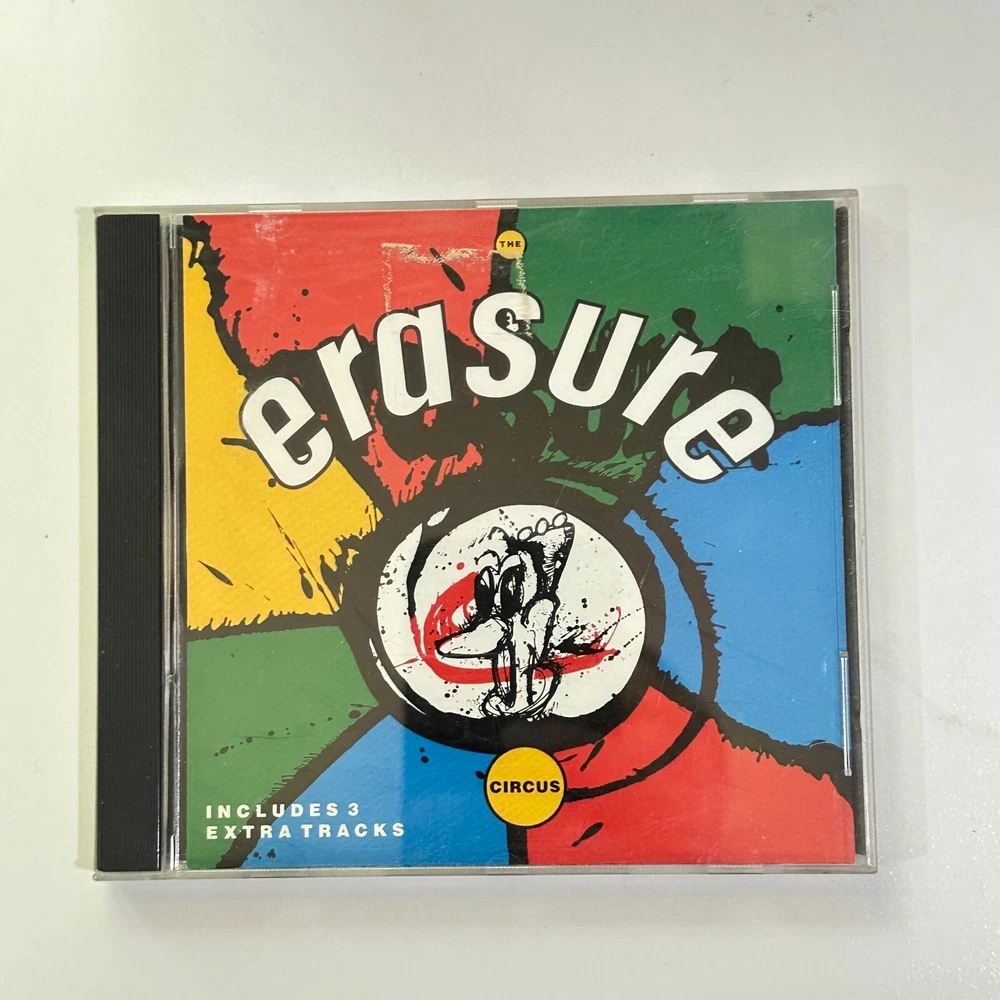 THE
erasure
CIRCUS
INCLUDES 3
EXTRA TRACKS